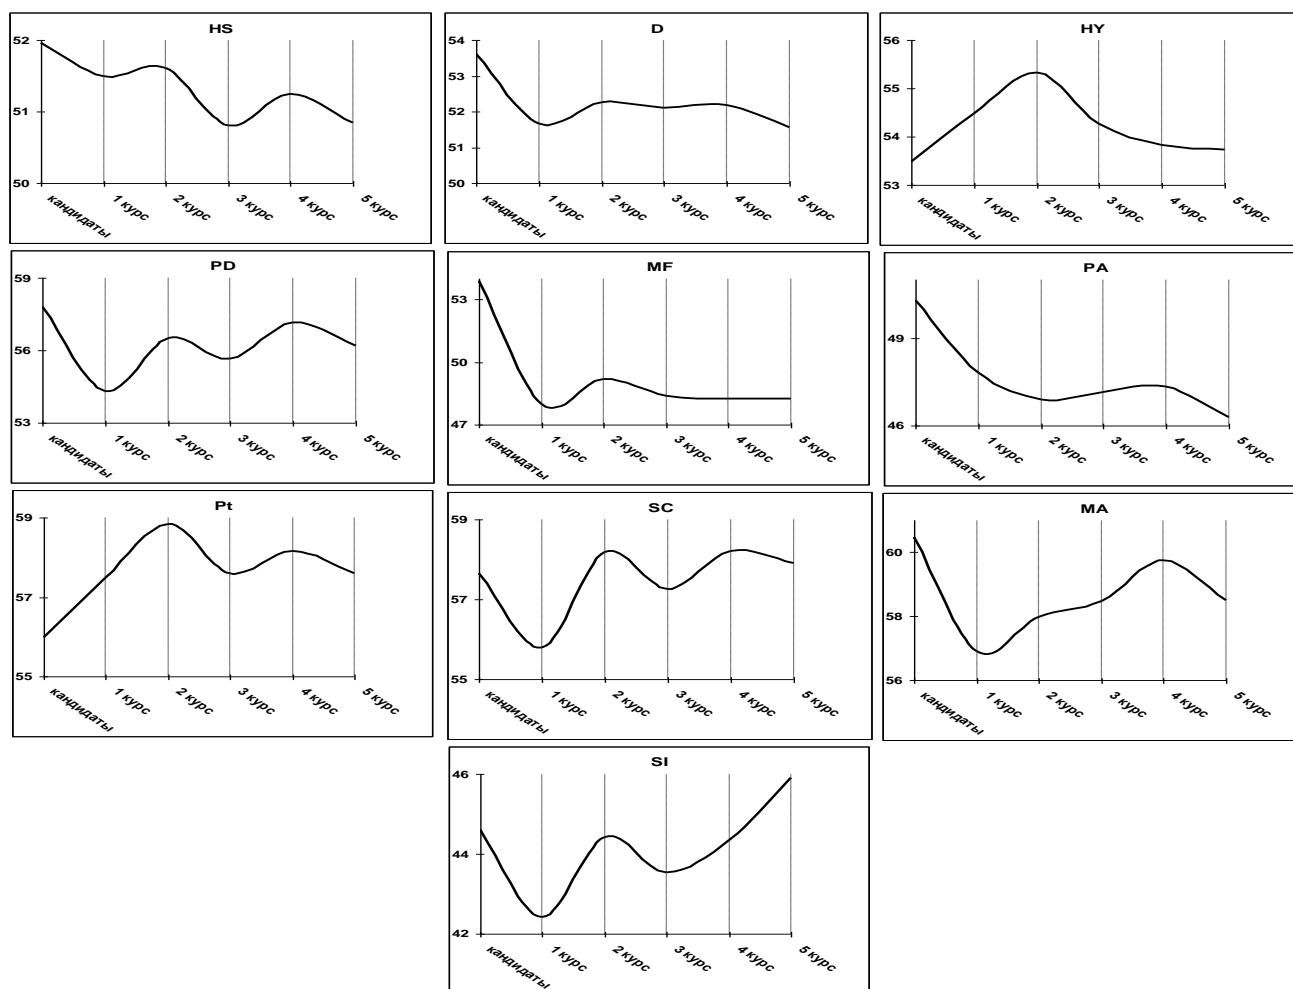 HS
52
51
50
кандидаты
1 курс
2 курс
3 курс
4 курс
5 курс
D
54
53
52
51
50
кандидаты
1 курс
2 курс
3 курс
4 курс
5 курс
HY
56
55
54
53
кандидаты
1 курс
2 курс
3 курс
4 курс
5 курс
PD
59
56
53
кандидаты
1 курс
2 курс
3 курс
4 курс
5 курс
MF
53
50
47
кандидаты
1 курс
2 курс
3 курс
4 курс
5 курс
PA
49
46
кандидаты
1 курс
2 курс
3 курс
4 курс
5 курс
Pt
59
57
55
кандидаты
1 курс
2 курс
3 курс
4 курс
5 курс
SC
59
57
55
кандидаты
1 курс
2 курс
3 курс
4 курс
5 курс
MA
60
58
56
кандидаты
1 курс
2 курс
3 курс
4 курс
5 курс
SI
46
44
42
кандидаты
1 курс
2 курс
3 курс
4 курс
5 курс